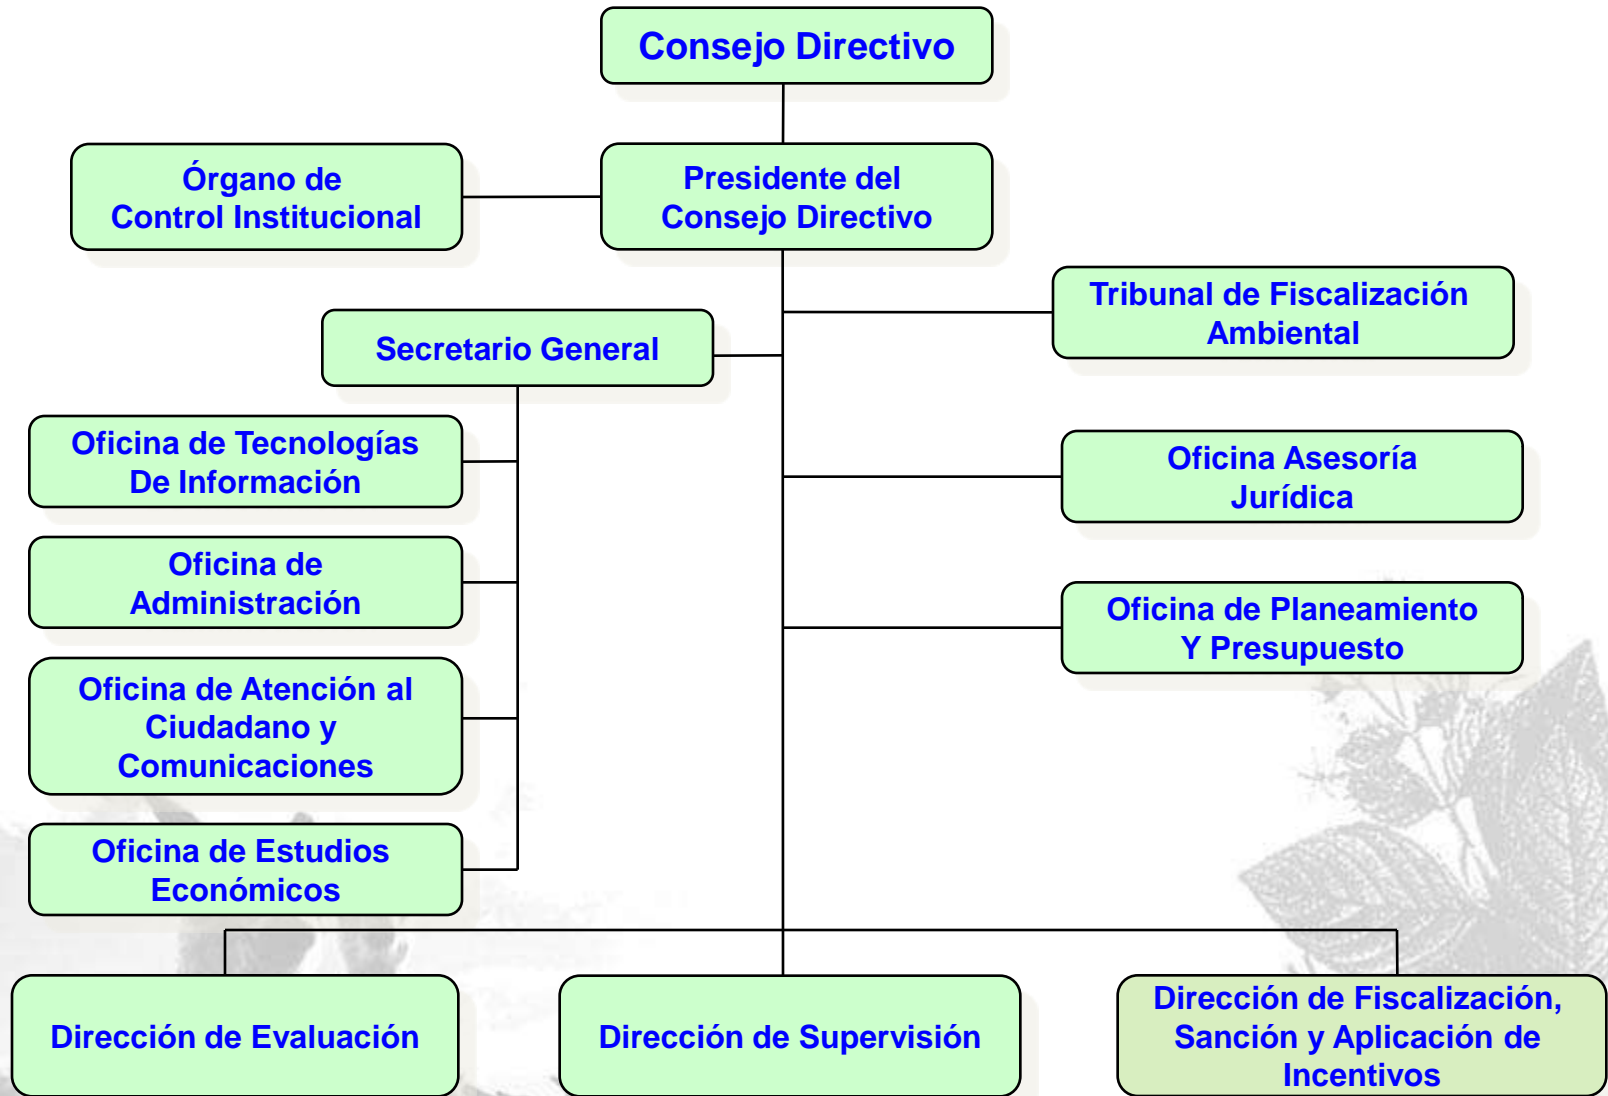 Consejo Directivo
Órgano de
Control Institucional
Presidente del
Consejo Directivo
Tribunal de Fiscalización
Ambiental
Secretario General
Oficina de Tecnologías
De Información
Oficina Asesoría
Jurídica
Oficina de
Administración
Oficina de Planeamiento
Y Presupuesto
Oficina de Atención al
Ciudadano y
Comunicaciones
Oficina de Estudios
Económicos
Dirección de Evaluación
Dirección de Supervisión
Dirección de Fiscalización,
Sanción y Aplicación de
Incentivos